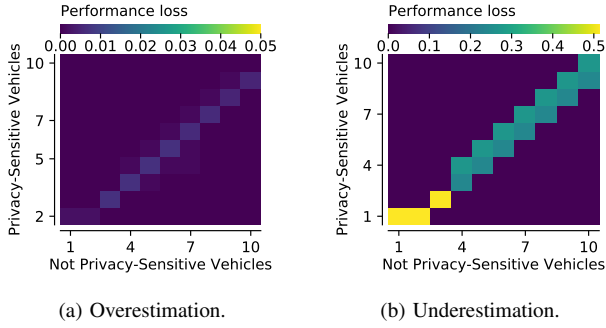 Performance loss
0.00 0.01 0.02 0.03 0.04 0.05
10
7
5
2
Privacy-Sensitive Vehicles
1 4 7 10
Not Privacy-Sensitive Vehicles
(a) Overestimation.
Performance loss
0.0 0.1 0.2 0.3 0.4 0.5
10
7
4
1
Privacy-Sensitive Vehicles
1 4 7 10
Not Privacy-Sensitive Vehicles
(b) Underestimation.